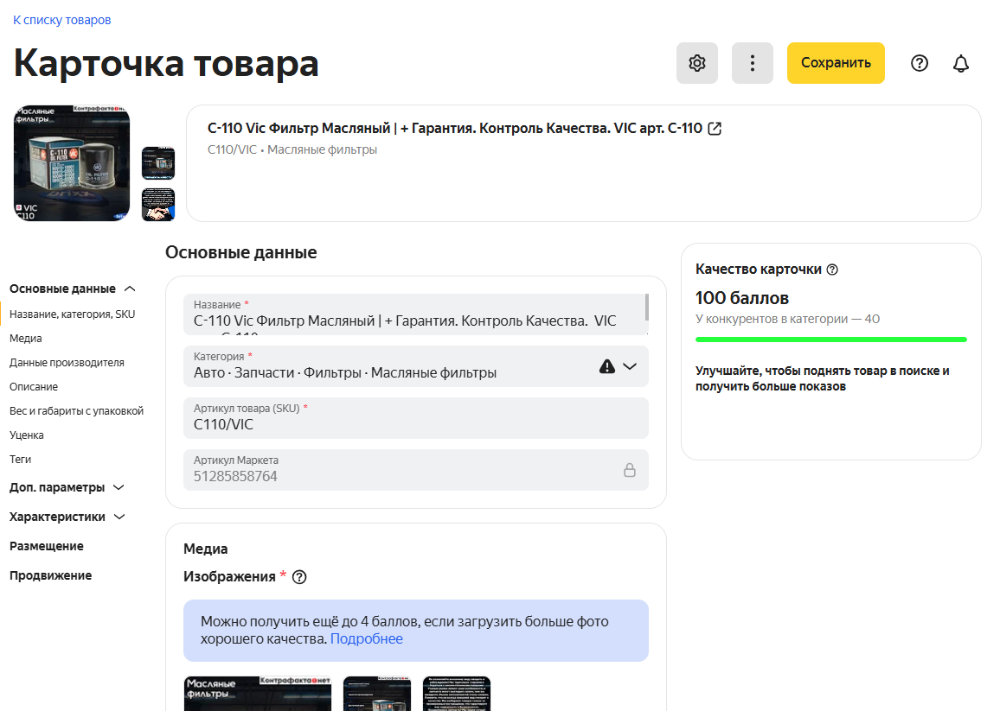 К списку товаров
Карточка товара
Сохранить
Масляные
фильтры
Контрафакта нет
C-110
OIL FILTER
VIC
C110
C-110 Vic Фильтр Масляный | + Гарантия. Контроль Качества. VIC арт. C-110
C110/VIC • Масляные фильтры
Основные данные
Название, категория, SKU
Медиа
Данные производителя
Описание
Вес и габариты с упаковкой
Уценка
Теги
Доп. параметры
Характеристики
Размещение
Продвижение
Основные данные
Название *
C-110 Vic Фильтр Масляный | + Гарантия. Контроль Качества.  VIC
Категория *
Авто · Запчасти · Фильтры · Масляные фильтры
Артикул товара (SKU) *
C110/VIC
Артикул Маркета
51285858764
Медиа
Изображения *
Можно получить ещё до 4 баллов, если загрузить больше фото
хорошего качества. Подробнее
Масляные
фильтры
Контрафакта нет
Качество карточки
100 баллов
У конкурентов в категории — 40
Улучшайте, чтобы поднять товар в поиске и
получить больше показов